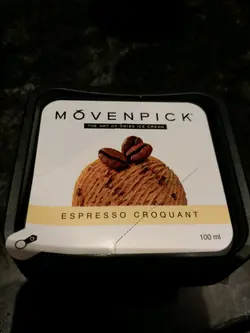 MÖVENPICK
THE ART OF SWISS ICE CREAM
ESPRESSO CROQUANT
100 ml